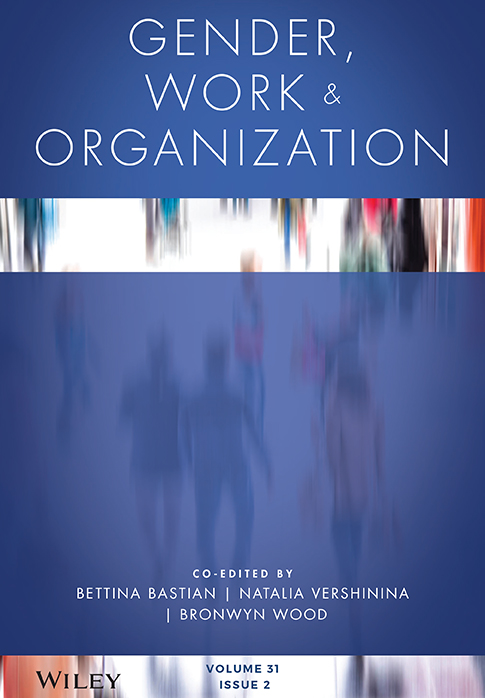 GENDER,
WORK &
ORGANIZATION
CO-EDITED BY
BETTINA BASTIAN | NATALIA VERSHININA
| BRONWYN WOOD
WILEY
VOLUME 31
ISSUE 2